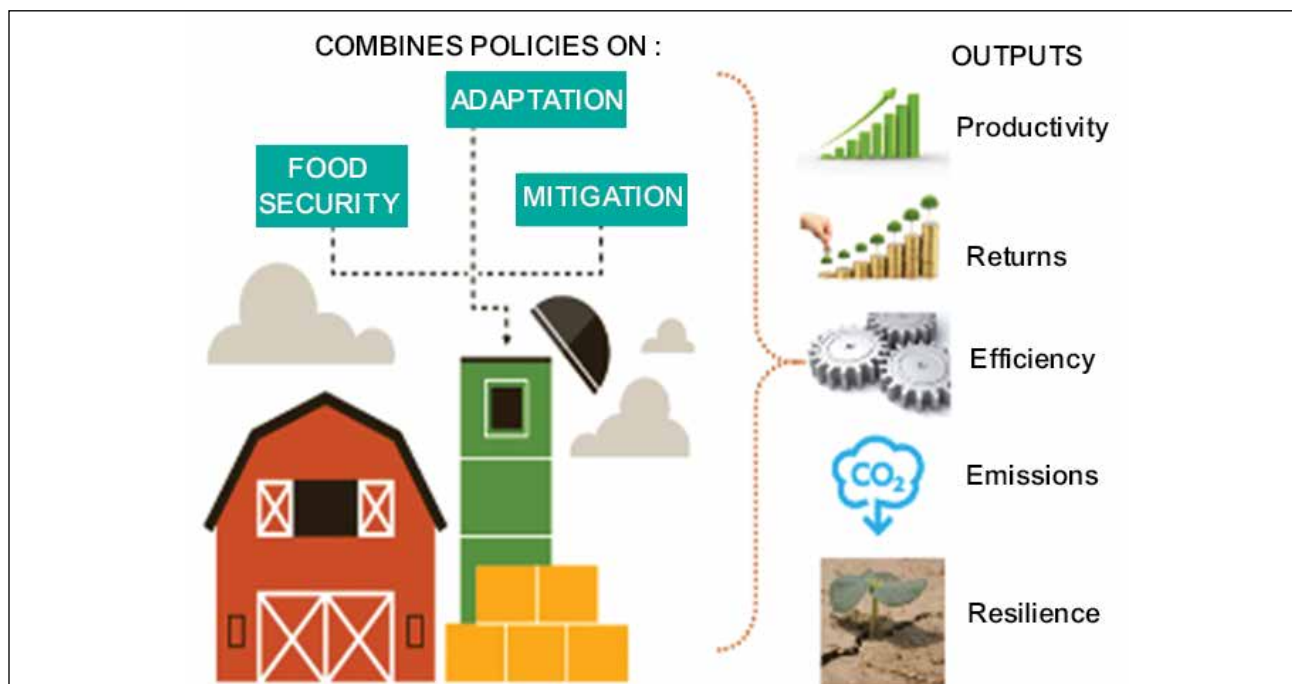 COMBINES POLICIES ON :
ADAPTATION
FOOD
SECURITY
MITIGATION
OUTPUTS
Productivity
Returns
Efficiency
CO2
Emissions
Resilience